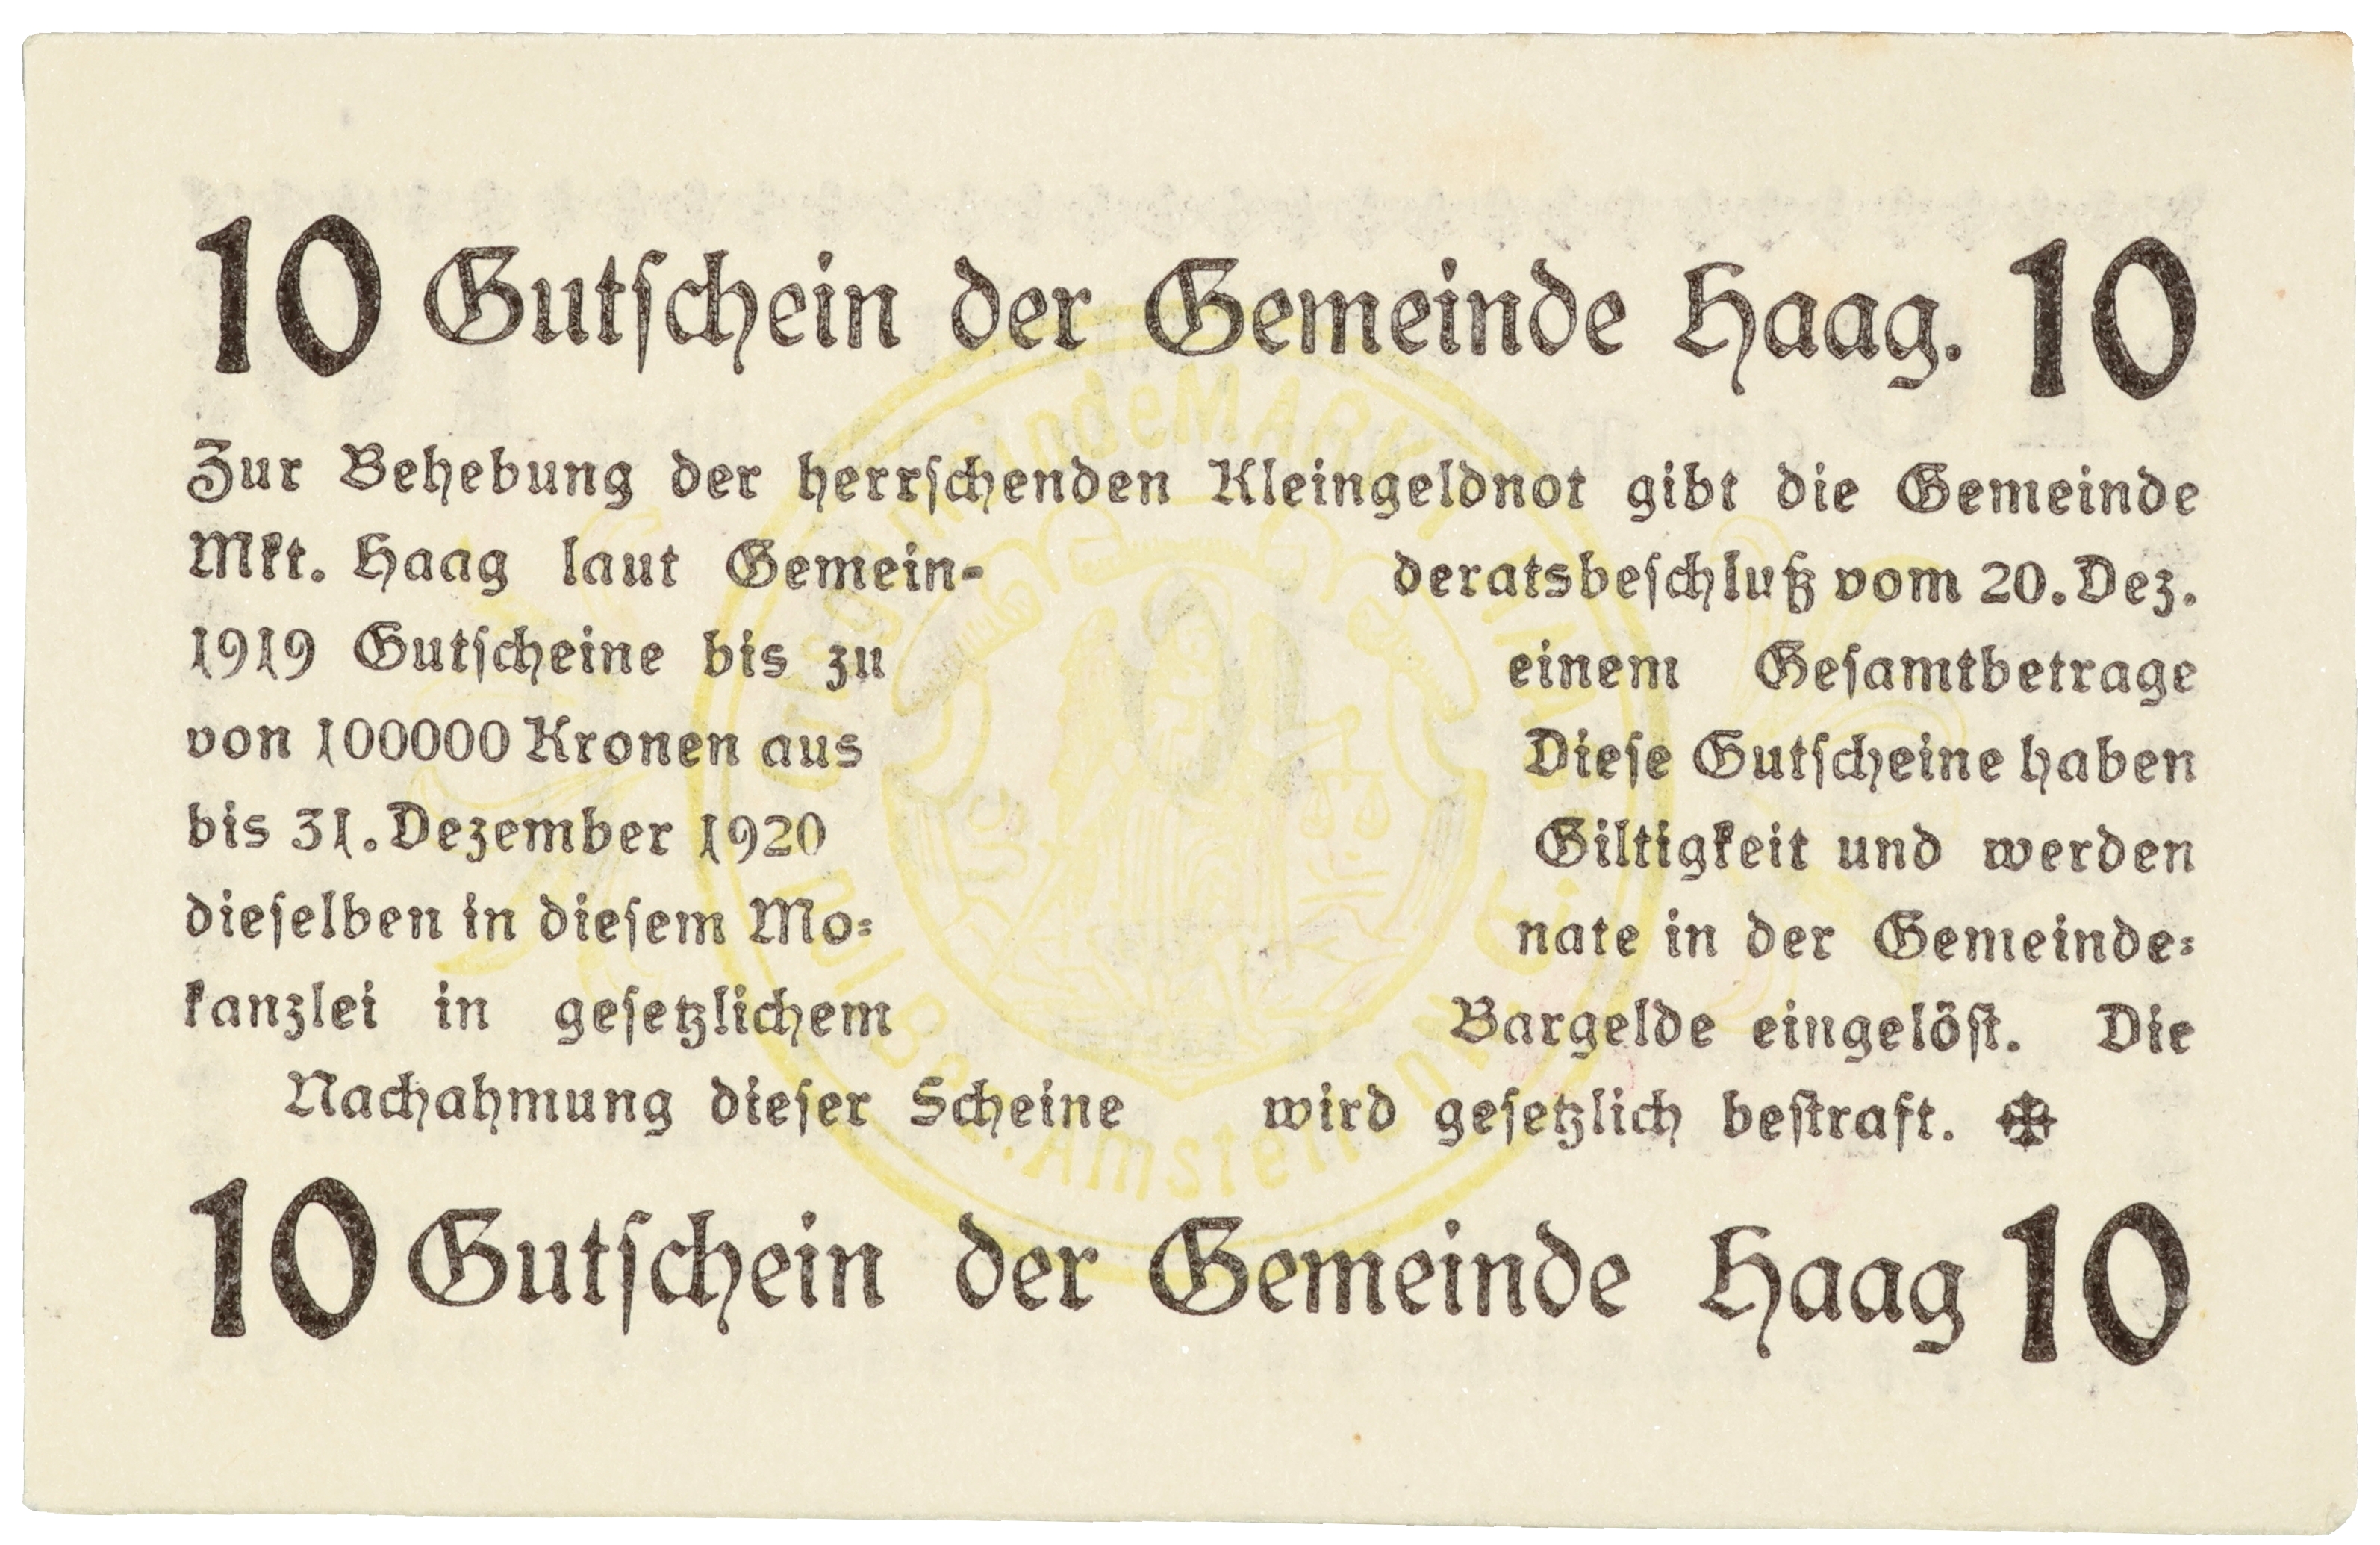 10 Gutschein der Gemeinde Haag. 10
Zur Behebung der herrschenden Kleingeldnot gibt die Gemeinde
Mkt. Haag laut Gemein- deratsbeschluß vom 20. Dez.
1919 Gutscheine bis zu einem Gesamtbetrage
von 100000 Kronen aus Diese Gutscheine haben
bis 31. Dezember 1920 Giltigkeit und werden
dieselben in diesem Mo- nate in der Gemeinde-
kanzlei in gesetzlichem Bargelde eingelöst. Die
Nachahmung dieser Scheine wird gesetzlich bestraft.
10 Gutschein der Gemeinde Haag 10